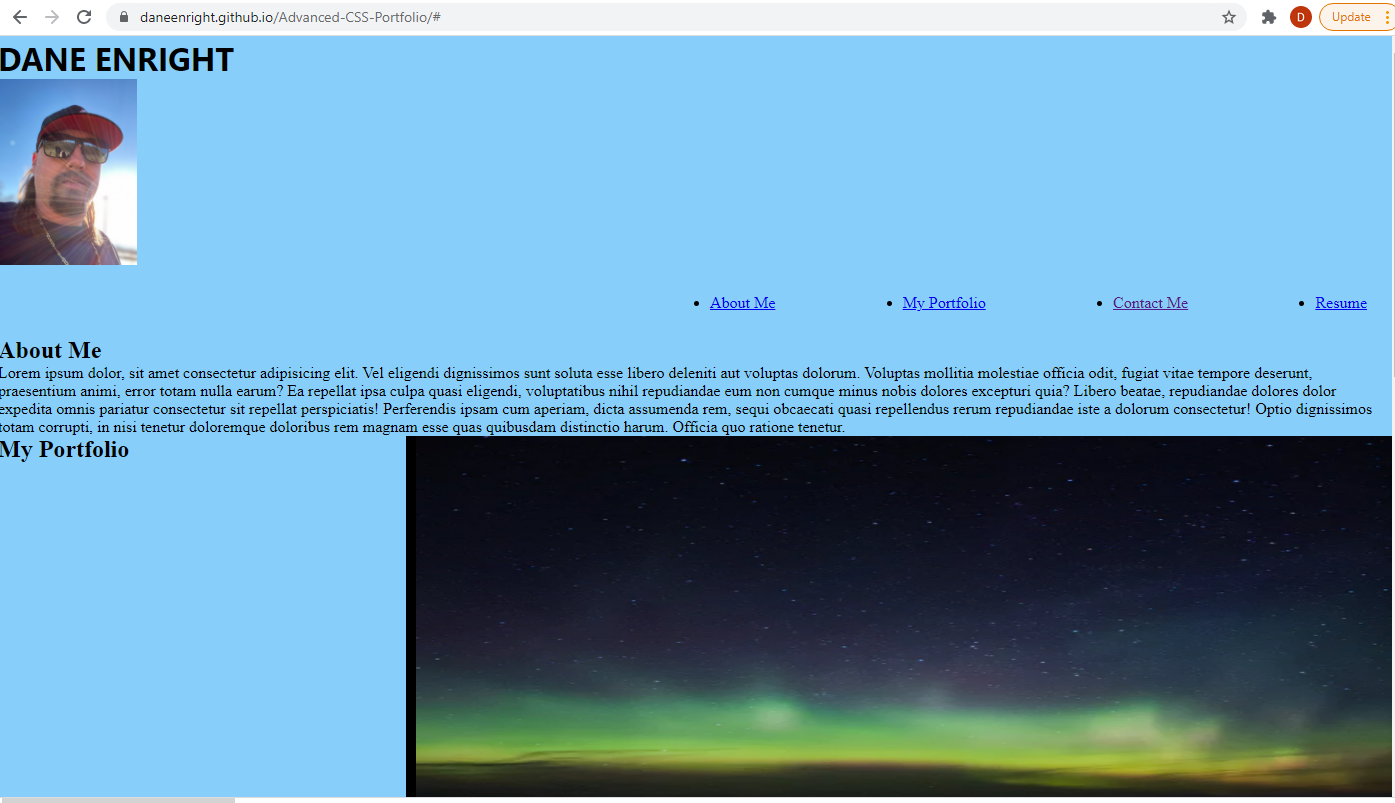 daneenright.github.io/Advanced-CSS-Portfolio/#
D
Update
DANE ENRIGHT
About Me
My Portfolio
Contact Me
Resume
About Me
Lorem ipsum dolor, sit amet consectetur adipisicing elit. Vel eligendi dignissimos sunt soluta esse libero deleniti aut voluptas dolorum. Voluptas mollitia molestiae officia odit, fugiat vitae tempore deserunt,
praesentium animi, error totam nulla earum? Ea repellat ipsa culpa quasi eligendi, voluptatibus nihil repudiandae eum non cumque minus nobis dolores excepturi quia? Libero beatae, repudiandae dolores dolor
expedita omnis pariatur consectetur sit repellat perspiciatis! Perferendis ipsam cum aperiam, dicta assumenda rem, sequi obcaecati quasi repellendus rerum repudiandae iste a dolorum consectetur! Optio dignissimos
totam corrupti, in nisi tenetur doloremque doloribus rem magnam esse quas quibusdam distinctio harum. Officia quo ratione tenetur.
My Portfolio